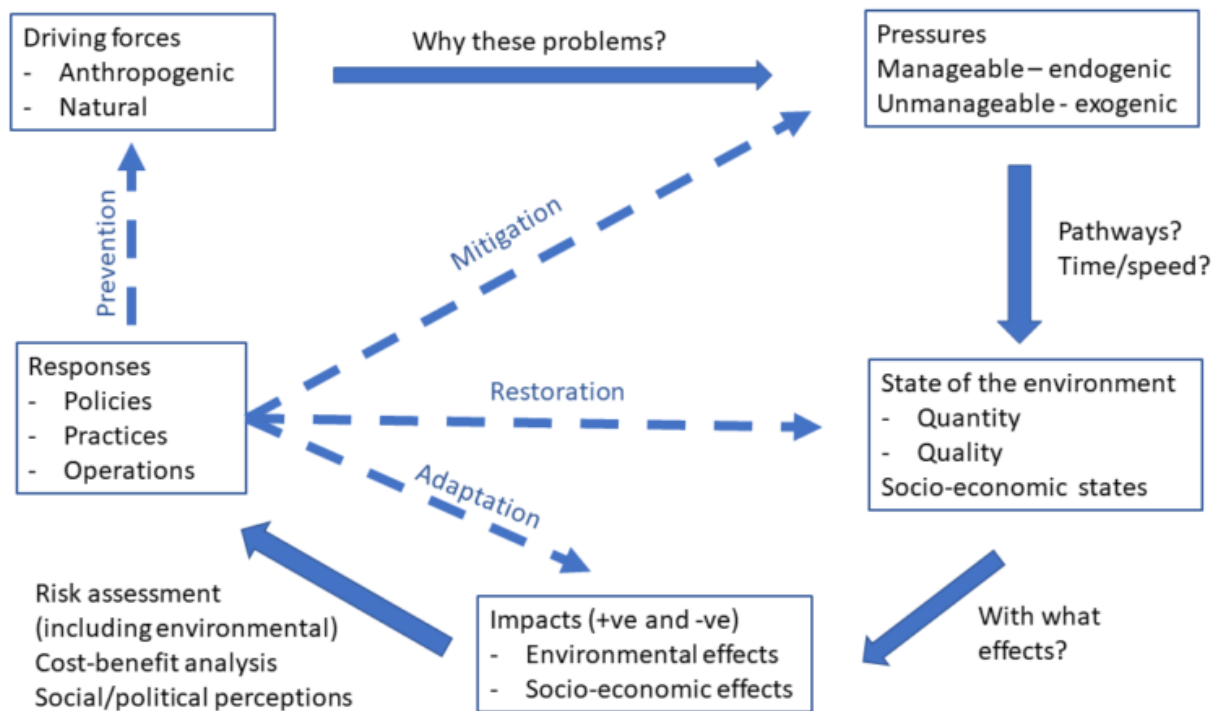 Driving forces
- Anthropogenic
- Natural
Why these problems?
Pressures
Manageable – endogenic
Unmanageable - exogenic
Prevention
Mitigation
Pathways?
Time/speed?
Responses
- Policies
- Practices
- Operations
Restoration
State of the environment
- Quantity
- Quality
Socio-economic states
Adaptation
Risk assessment
(including environmental)
Cost-benefit analysis
Social/political perceptions
Impacts (+ve and -ve)
- Environmental effects
- Socio-economic effects
With what
effects?